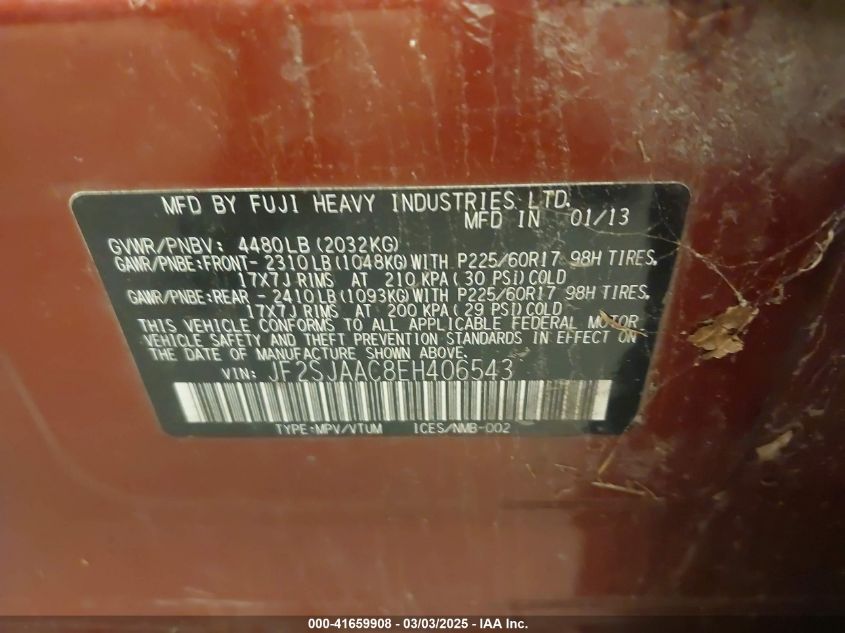 MFD BY FUJI HEAVY INDUSTRIES LTD.
MFD IN 01/13
GVWR/PNBV: 4480LB(2032KG)
GAWR/PNBE:FRONT- 2310LB(1048KG)WITH P225/60R17 98H TIRES,
17X7J RIMS AT 210 KPA(30 PSI)COLD
GAWR/PNBE:REAR - 2410LB(1093KG)WITH P225/60R17 98H TIRES,
17X7J RIMS AT 200 KPA(29 PSI)COLD
THIS VEHICLE CONFORMS TO ALL APPLICABLE FEDERAL MOTOR
VEHICLE SAFETY AND THEFT PREVENTION STANDARDS IN EFFECT ON
THE DATE OF MANUFACTURE SHOWN ABOVE.
VIN: JF2SJAAC8EH406543
TYPE:MPV/VTUM ICES/NMB-002
000-41659908 - 03/03/2025 - IAA Inc.